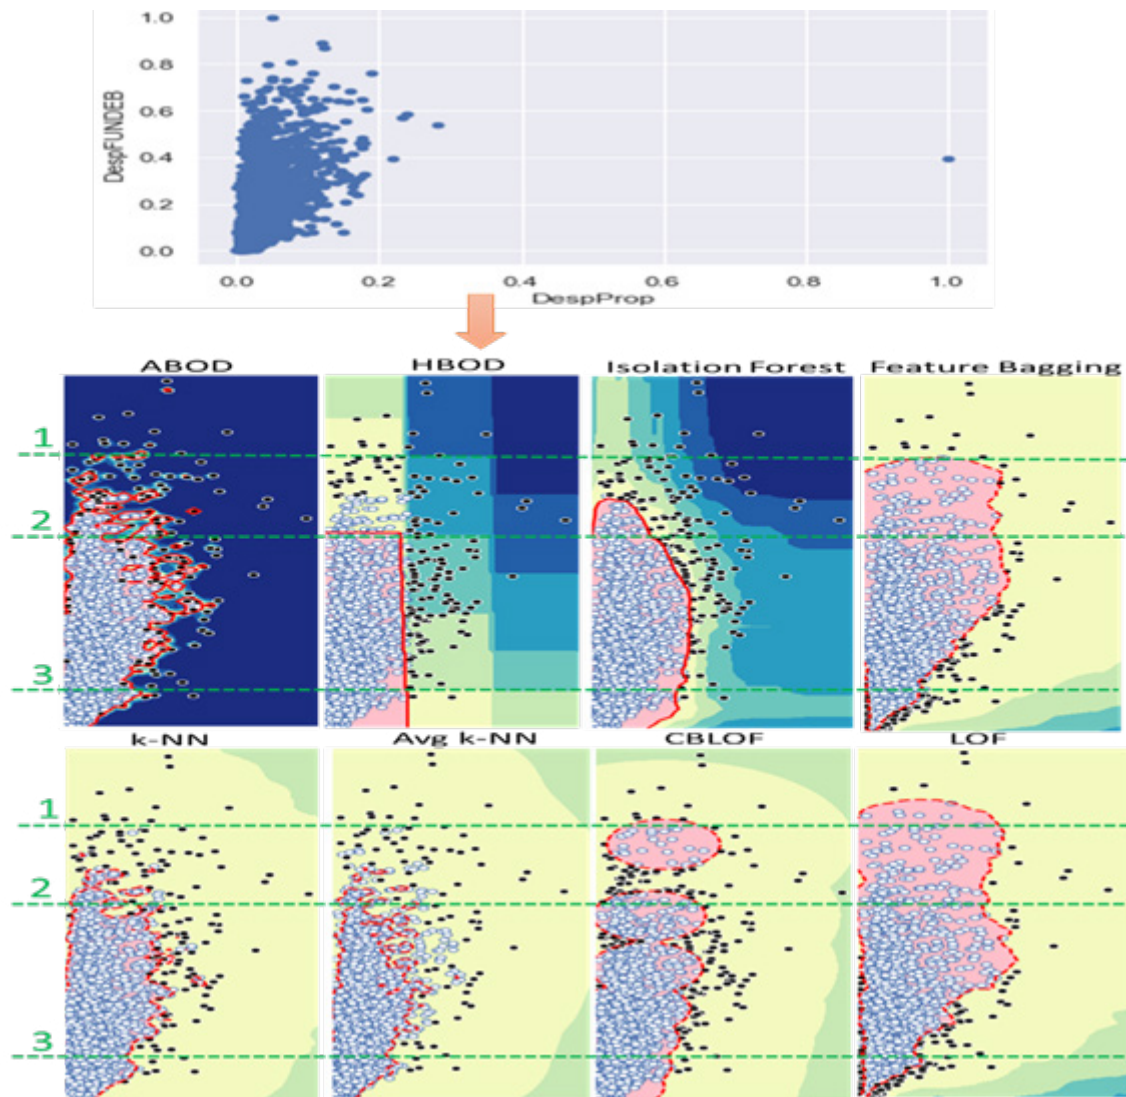 1.0
0.8
0.6
0.4
0.2
0.0
DespFUNDEB
0.0 0.2 0.4 0.6 0.8 1.0
DespProp
ABOD HBOD Isolation Forest Feature Bagging
1
2
3
k-NN Avg k-NN CBLOF LOF
1
2
3